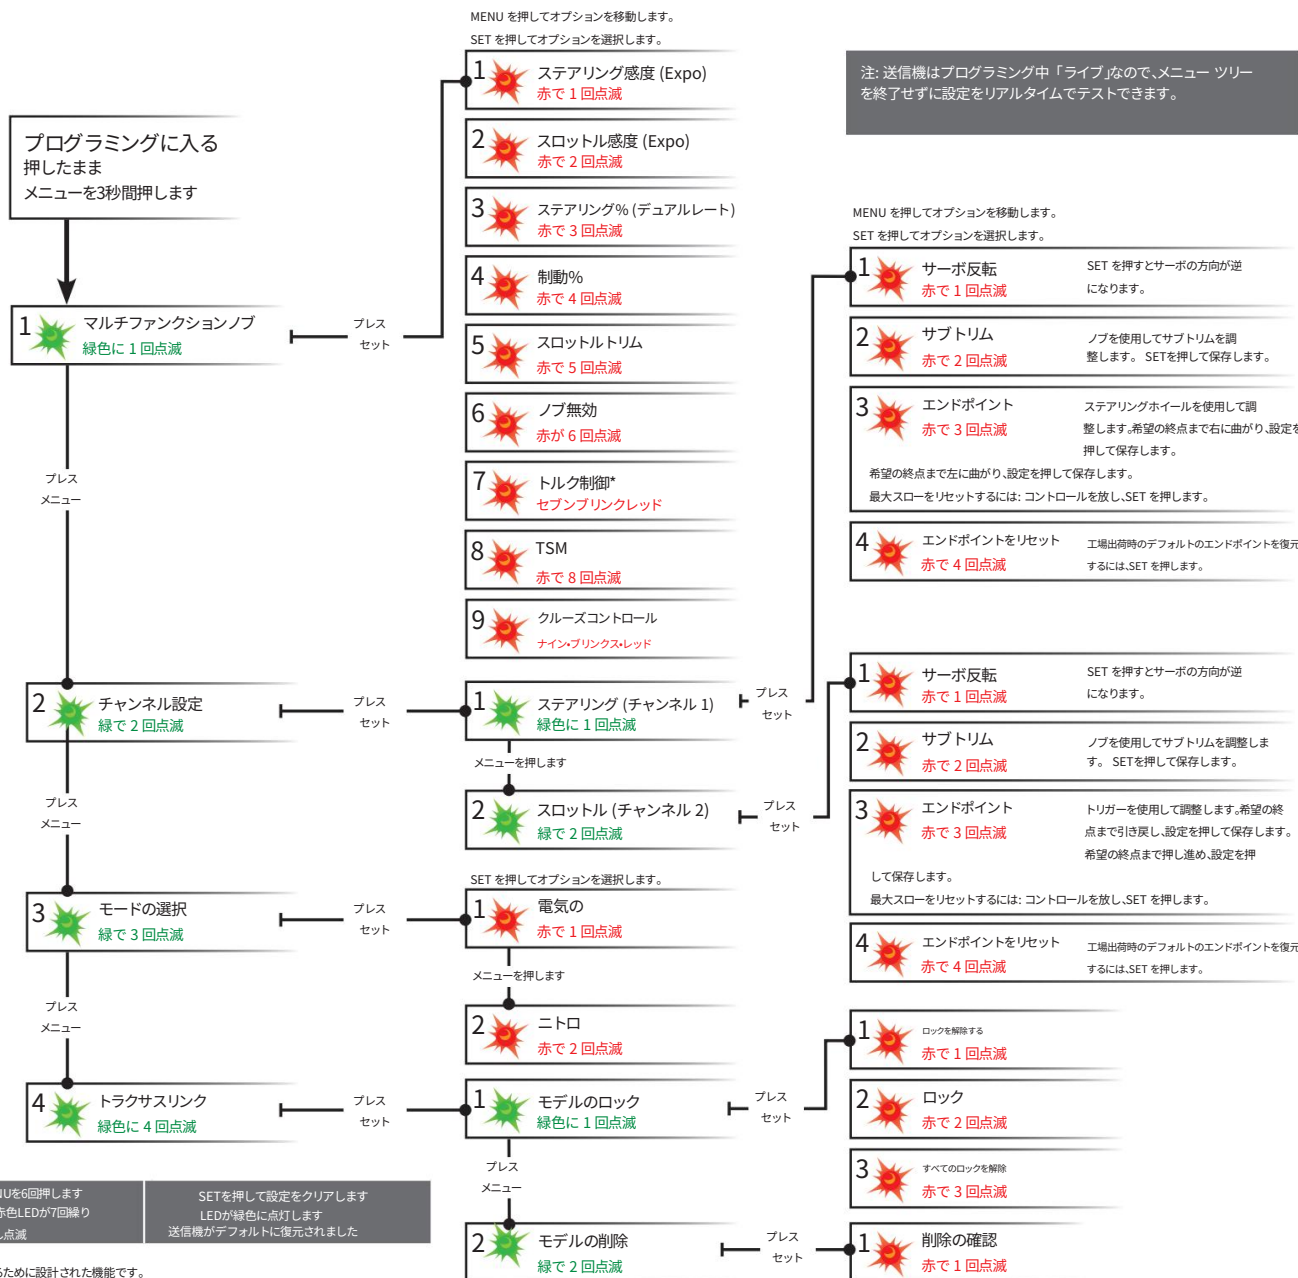 MENU を押してオプションを移動します。
SET を押してオプションを選択します。
1
ステアリング感度 (Expo)
赤で 1 回点滅
2
スロットル感度 (Expo)
赤で 2 回点滅
3
ステアリング% (デュアルレート)
赤で 3 回点滅
4
制動%
赤で 4 回点滅
5
スロットルトリム
赤で 5 回点滅
6
ノブ無効
赤が 6 回点滅
7
トルク制御*
セブンブリンクレッド
8
TSM
赤で 8 回点滅
9
クルーズコントロール
ナイン・ブリンクス・レッド
注: 送信機はプログラミング中「ライブ」なので、メニュー ツリー
を終了せずに設定をリアルタイムでテストできます。
プログラミングに入る
押したまま
メニューを3秒間押します
1
マルチファンクションノブ
緑色に 1 回点滅
プレス
セット
プレス
メニュー
MENU を押してオプションを移動します。
SET を押してオプションを選択します。
1
サーボ反転
赤で 1 回点滅
SET を押すとサーボの方向が逆
になります。
2
サブトリム
赤で 2 回点滅
ノブを使用してサブトリムを調
整します。 SETを押して保存します。
3
エンドポイント
赤で 3 回点滅
ステアリングホイールを使用して調
整します。希望の終点まで右に曲がり、設定を
押して保存します。
希望の終点まで左に曲がり、設定を押して保存します。
最大スローをリセットするには: コントロールを放し、SET を押します。
4
エンドポイントをリセット
赤で 4 回点滅
工場出荷時のデフォルトのエンドポイントを復元
するには、SET を押します。
2
チャンネル設定
緑で 2 回点滅
プレス
セット
1
ステアリング (チャンネル 1)
緑色に 1 回点滅
プレス
セット
メニューを押します
2
スロットル (チャンネル 2)
緑で 2 回点滅
プレス
セット
1
サーボ反転
赤で 1 回点滅
SET を押すとサーボの方向が逆
になります。
2
サブトリム
赤で 2 回点滅
ノブを使用してサブトリムを調整しま
す。 SETを押して保存します。
3
エンドポイント
赤で 3 回点滅
トリガーを使用して調整します。希望の終
点まで引き戻し、設定を押して保存します。
希望の終点まで押し進め、設定を押
して保存します。
最大スローをリセットするには: コントロールを放し、SET を押します。
4
エンドポイントをリセット
赤で 4 回点滅
工場出荷時のデフォルトのエンドポイントを復元
するには、SET を押します。
プレス
メニュー
3
モードの選択
緑で 3 回点滅
プレス
セット
SET を押してオプションを選択します。
1
電気の
赤で 1 回点滅
メニューを押します
2
ニトロ
赤で 2 回点滅
プレス
メニュー
4
トラクサスリンク
緑色に 4 回点滅
プレス
セット
1
モデルのロック
緑色に 1 回点滅
プレス
セット
1
ロックを解除する
赤で 1 回点滅
2
ロック
赤で 2 回点滅
3
すべてのロックを解除
赤で 3 回点滅
プレス
メニュー
2
モデルの削除
緑で 2 回点滅
プレス
セット
1
削除の確認
赤で 1 回点滅
NUを6回押します
赤色LEDが7回繰り
し点滅
SETを押して設定をクリアします
LEDが緑色に点灯します
送信機がデフォルトに復元されました
るために設計された機能です。